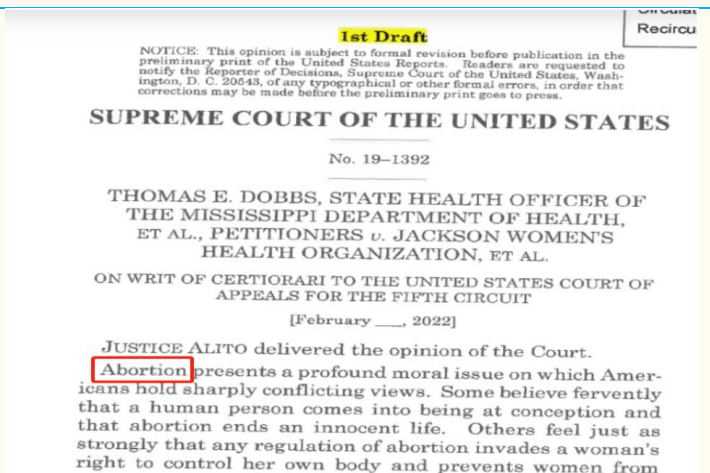 Recircu
1st Draft
NOTICE: This opinion is subject to formal revision before publication in the
preliminary print of the United States Reports. Readers are requested to
notify the Reporter of Decisions, Supreme Court of the United States, Wash-
ington, D. C. 20543, of any typographical or other formal errors, in order that
corrections may be made before the preliminary print goes to press.
SUPREME COURT OF THE UNITED STATES
No. 19–1392
THOMAS E. DOBBS, STATE HEALTH OFFICER OF
THE MISSISSIPPI DEPARTMENT OF HEALTH,
ET AL., PETITIONERS v. JACKSON WOMEN'S
HEALTH ORGANIZATION, ET AL.
ON WRIT OF CERTIORARI TO THE UNITED STATES COURT OF
APPEALS FOR THE FIFTH CIRCUIT
[February ___, 2022]
JUSTICE ALITO delivered the opinion of the Court.
Abortion presents a profound moral issue on which Amer-
icans hold sharply conflicting views. Some believe fervently
that a human person comes into being at conception and
that abortion ends an innocent life. Others feel just as
strongly that any regulation of abortion invades a woman's
right to control her own body and prevents women from